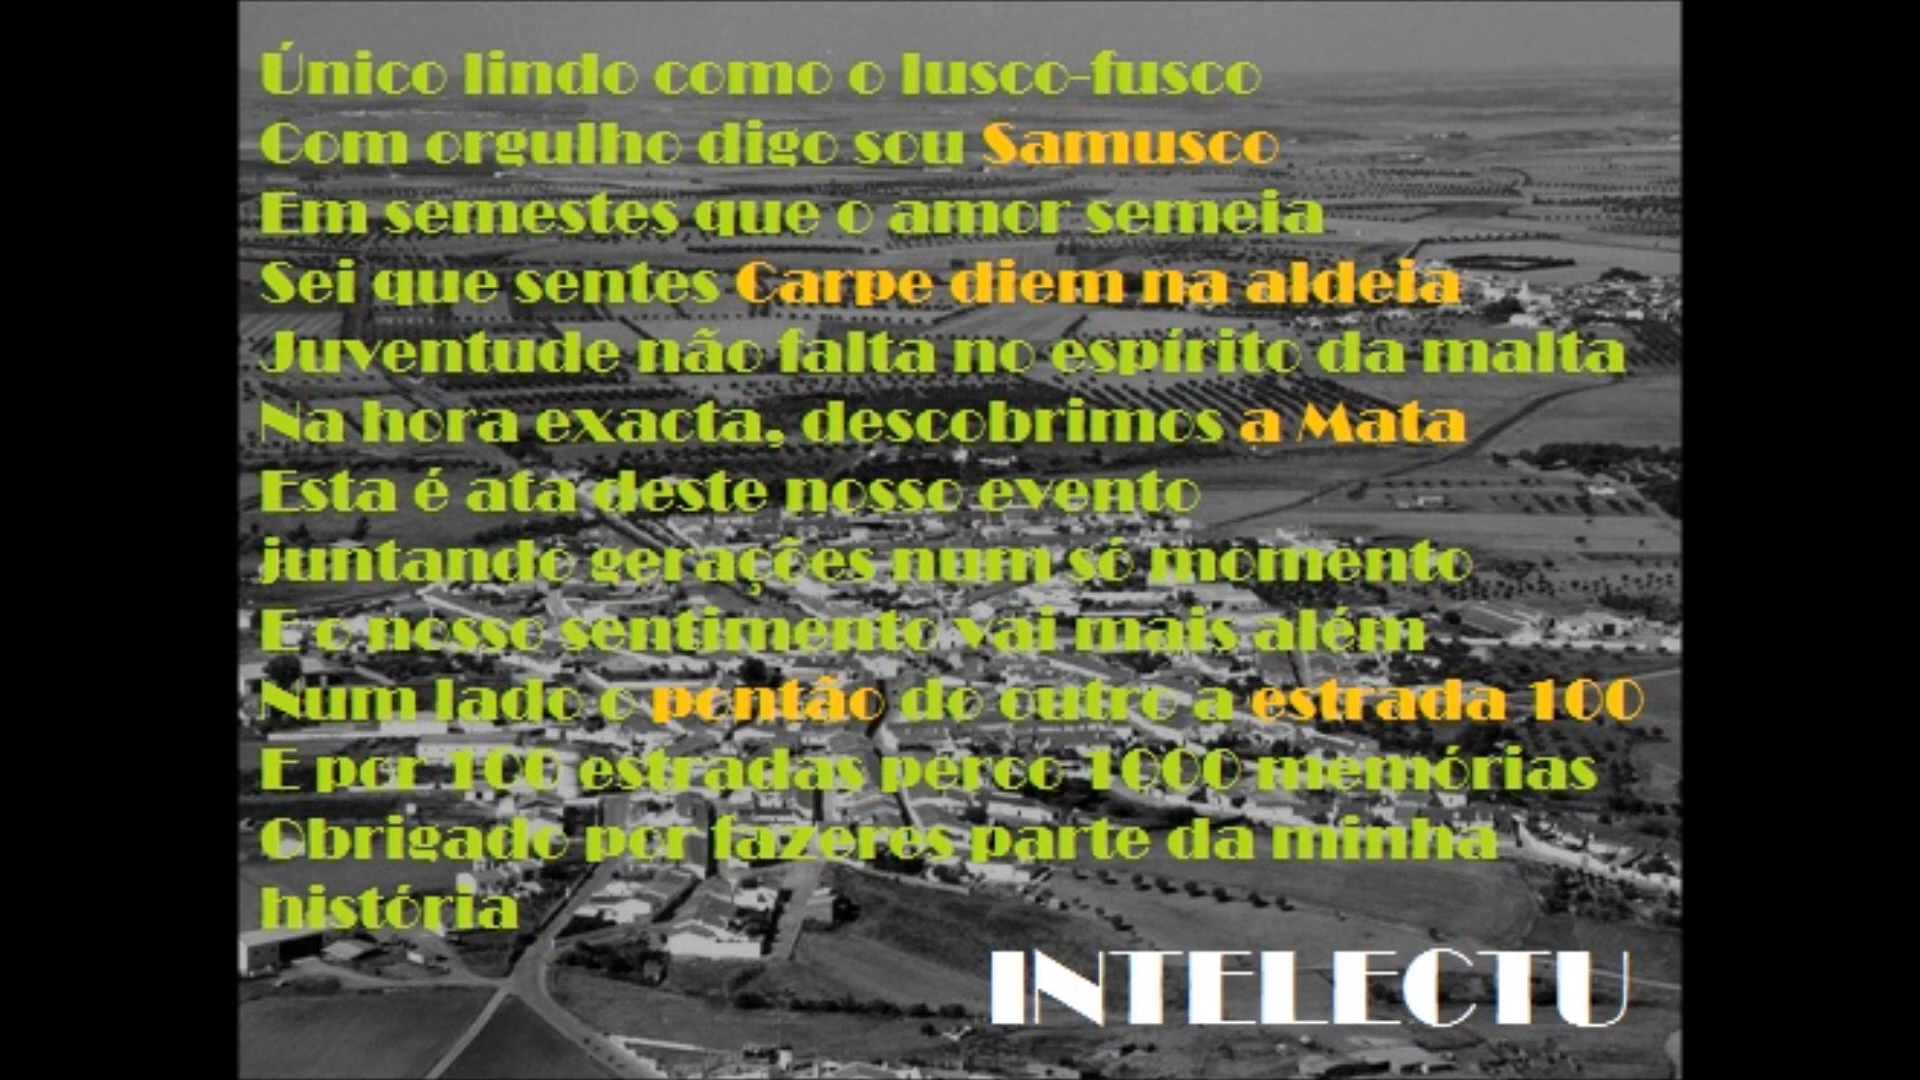 Único lindo como o lusco-fusco
Com orgulho digo sou Samusco
Em semestes que o amor semeia
Sei que sentes Carpe diem na aldeia
Juventude não falta no espírito da malta
Na hora exacta, descobrimos a Mata
Esta é ata deste nosso evento
juntando gerações num só momento
E o nosso sentimento vai mais além
Num lado o pontão do outro a estrada 100
E por 100 estradas pérco 1000 memórias
Obrigado por fazeres parte da minha
história
INTELECTU